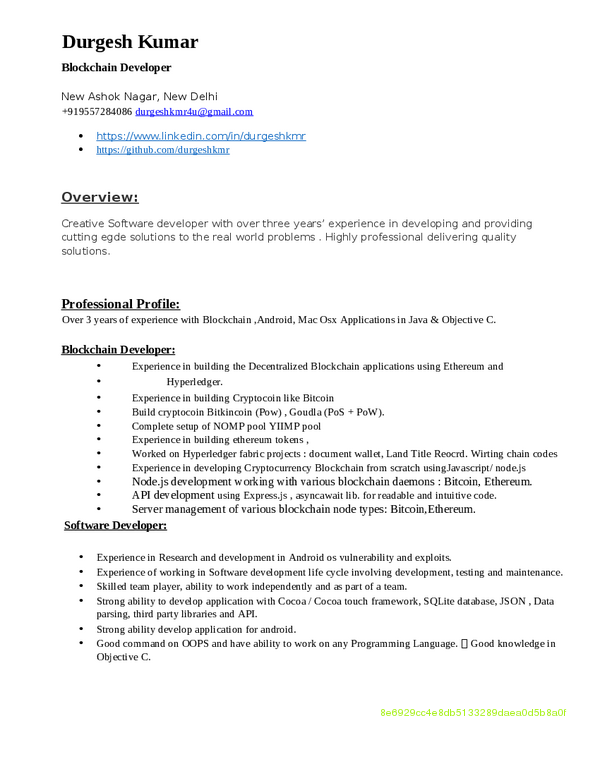 Durgesh Kumar
Blockchain Developer
New Ashok Nagar, New Delhi
+919557284086 durgeshkmr4u@gmail.com
• https://www.linkedin.com/in/durgeshkmr
• https://github.com/durgeshkmr
Overview:
Creative Software developer with over three years’ experience in developing and providing
cutting egde solutions to the real world problems . Highly professional delivering quality
solutions.
Professional Profile:
Over 3 years of experience with Blockchain ,Android, Mac Osx Applications in Java & Objective C.
Blockchain Developer:
• Experience in building the Decentralized Blockchain applications using Ethereum and
• Hyperledger.
• Experience in building Cryptocoin like Bitcoin
• Build cryptocoin Bitkincoin (Pow) , Goudla (PoS + PoW).
• Complete setup of NOMP pool YIIMP pool
• Experience in building ethereum tokens ,
• Worked on Hyperledger fabric projects : document wallet, Land Title Reocrd. Wirting chain codes
• Experience in developing Cryptocurrency Blockchain from scratch usingJavascript/ node.js
• Node.js development working with various blockchain daemons : Bitcoin, Ethereum.
• API development using Express.js , asyncawait lib. for readable and intuitive code.
• Server management of various blockchain node types: Bitcoin,Ethereum.
Software Developer:
• Experience in Research and development in Android os vulnerability and exploits.
• Experience of working in Software development life cycle involving development, testing and maintenance.
• Skilled team player, ability to work independently and as part of a team.
• Strong ability to develop application with Cocoa / Cocoa touch framework, SQLite database, JSON , Data
parsing, third party libraries and API.
• Strong ability develop application for android.
• Good command on OOPS and have ability to work on any Programming Language. ▯ Good knowledge in
Objective C.
8e6929cc4e8db5133289daea0d5b8a0f